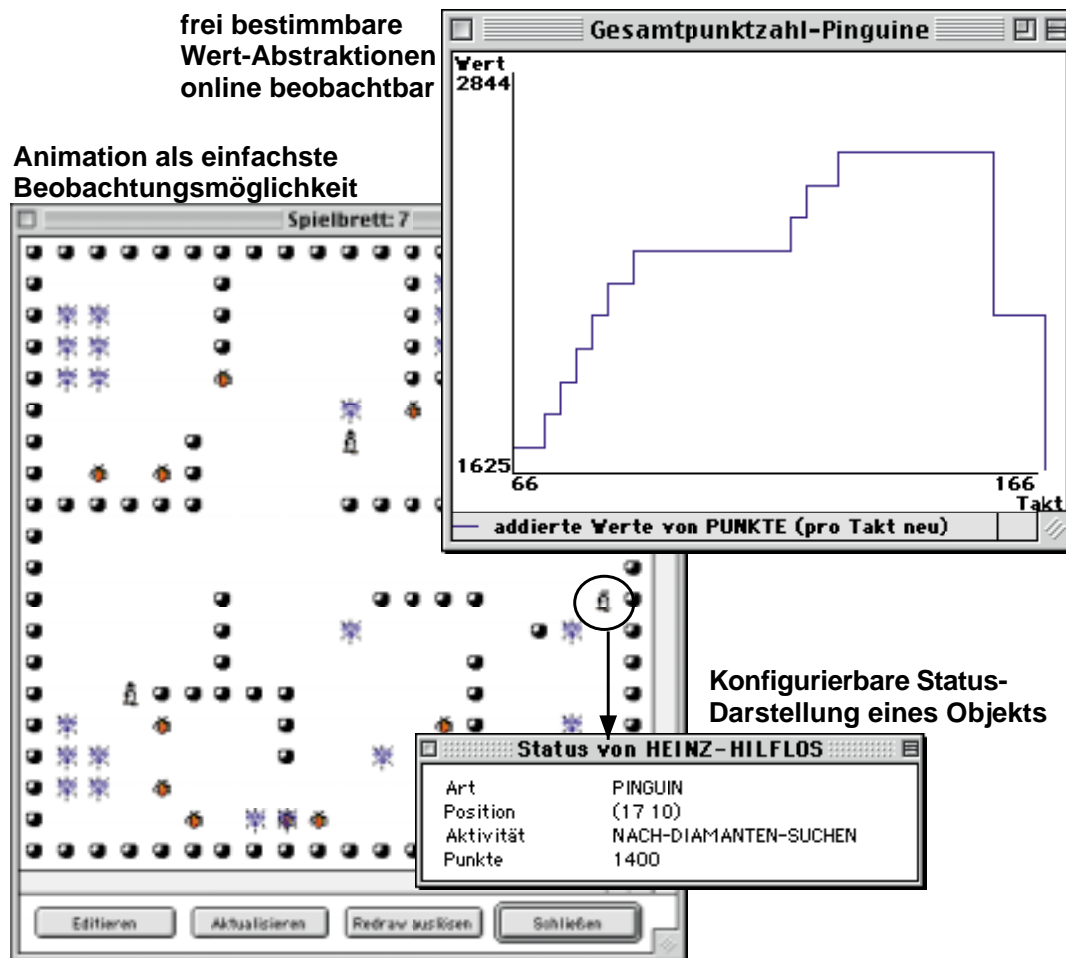 frei bestimmbare
Wert-Abstraktionen
online beobachtbar
Gesamtpunktzahl-Pinguine
Wert
2844
1625
66
166
Takt
addierte Werte von PUNKTE (pro Takt neu)
Animation als einfachste
Beobachtungsmöglichkeit
Spielbrett: 7
Konfigurierbare Status-
Darstellung eines Objekts
Status von HEINZ-HILFLOS
Art PINGUIN
Position (17 10)
Aktivität NACH-DIAMANTEN-SUCHEN
Punkte 1400
Editieren Aktualisieren Redraw auslösen Schließen